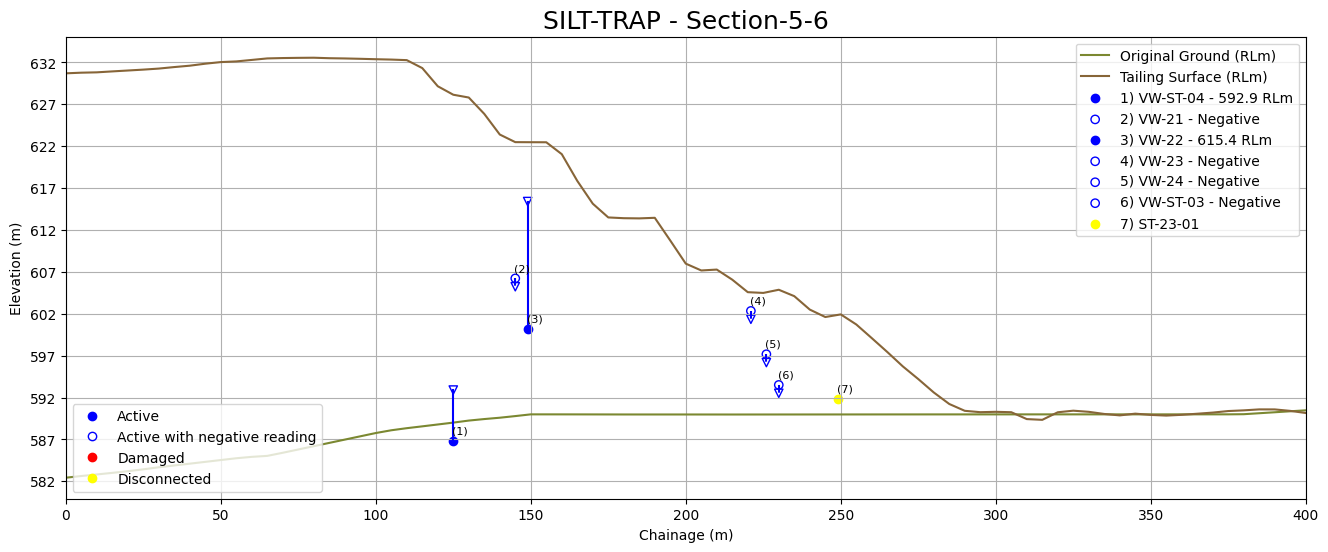 SILT-TRAP - Section-5-6
Elevation (m)
632
627
622
617
612
607
602
597
592
587
582
Original Ground (RLm)
Tailing Surface (RLm)
1) VW-ST-04 - 592.9 RLm
2) VW-21 - Negative
3) VW-22 - 615.4 RLm
4) VW-23 - Negative
5) VW-24 - Negative
6) VW-ST-03 - Negative
7) ST-23-01
(2)
(3)
(4)
(5)
(6)
(7)
(1)
Active
Active with negative reading
Damaged
Disconnected
0 50 100 150 200 250 300 350 400
Chainage (m)